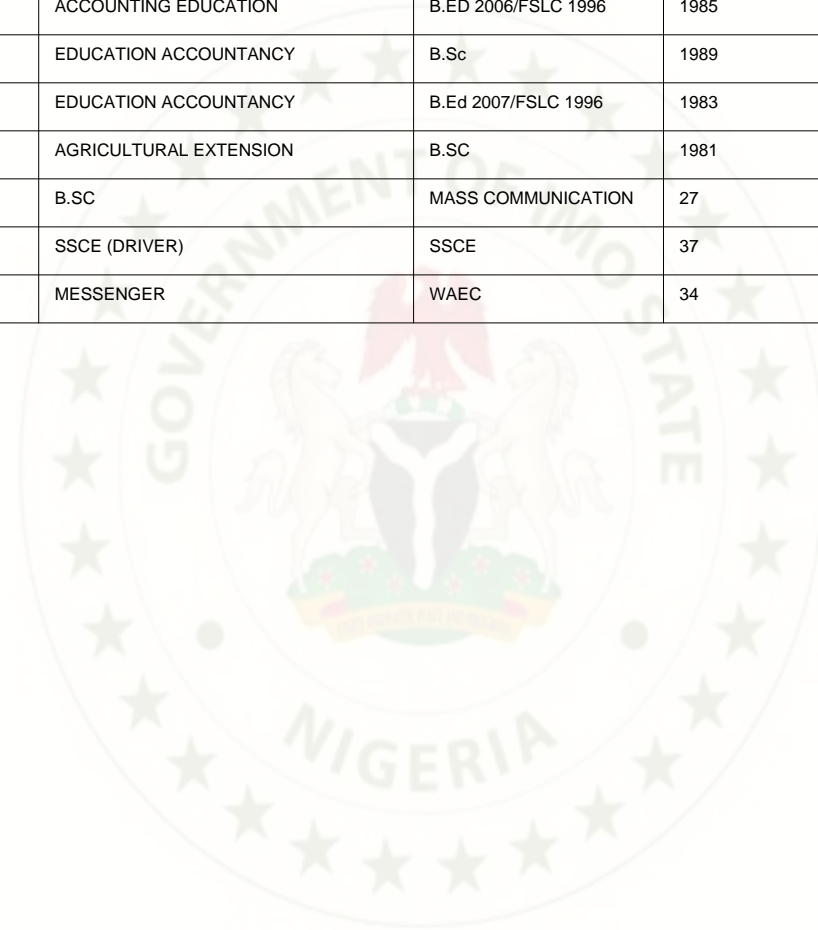 ACCOUNTING EDUCATION B.ED 2006/FSLC 1996 1985
EDUCATION ACCOUNTANCY B.Sc 1989
EDUCATION ACCOUNTANCY B.Ed 2007/FSLC 1996 1983
AGRICULTURAL EXTENSION B.SC 1981
B.SC MASS COMMUNICATION 27
SSCE (DRIVER) SSCE 37
MESSENGER WAEC 34
GOVERNMENT OF IMO STATE
NIGERIA